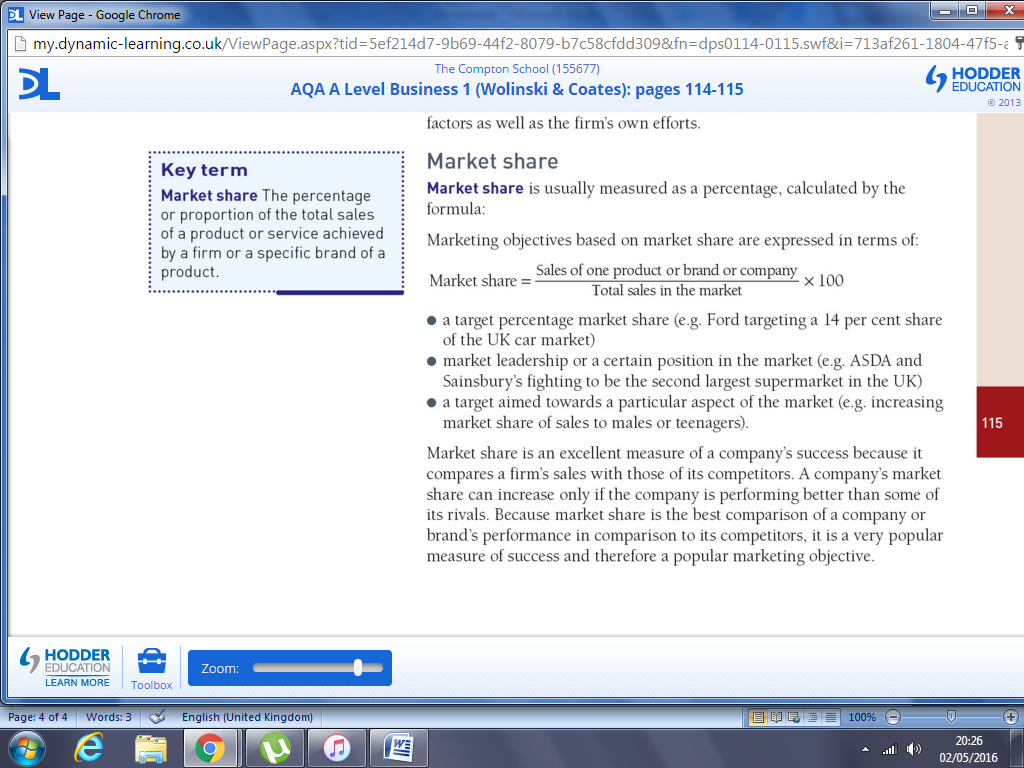 View Page - Google Chrome
my.dynamic-learning.co.uk/ViewPage.aspx?tid=5ef214d7-9b69-44f2-8079-b7c58cfdd309&fn=dps0114-0115.swf&i=713af261-1804-47f5-a
DL
The Compton School (155677)
AQA A Level Business 1 (Wolinski & Coates): pages 114-115
HODDER
EDUCATION
© 2013
factors as well as the firm's own efforts.
Key term
Market share The percentage
or proportion of the total sales
of a product or service achieved
by a firm or a specific brand of a
product.
Market share
Market share is usually measured as a percentage, calculated by the
formula:
Marketing objectives based on market share are expressed in terms of:
Market share = Sales of one product or brand or company / Total sales in the market × 100
● a target percentage market share (e.g. Ford targeting a 14 per cent share
of the UK car market)
● market leadership or a certain position in the market (e.g. ASDA and
Sainsbury's fighting to be the second largest supermarket in the UK)
● a target aimed towards a particular aspect of the market (e.g. increasing
market share of sales to males or teenagers).
115
Market share is an excellent measure of a company's success because it
compares a firm's sales with those of its competitors. A company's market
share can increase only if the company is performing better than some of
its rivals. Because market share is the best comparison of a company or
brand's performance in comparison to its competitors, it is a very popular
measure of success and therefore a popular marketing objective.
HODDER
EDUCATION
LEARN MORE
Toolbox
Zoom:
Page: 4 of 4
Words: 3
English (United Kingdom)
100%
20:26
02/05/2016